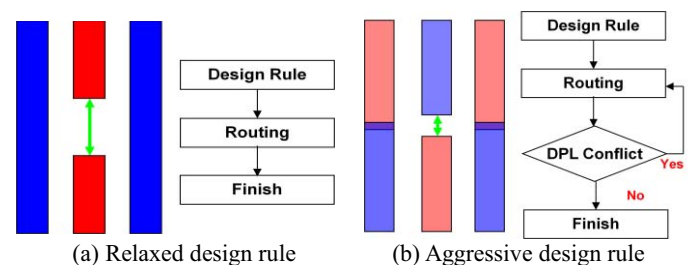 Design Rule
Routing
Finish
(a) Relaxed design rule
Design Rule
Routing
DPL Conflict
Yes
No
Finish
(b) Aggressive design rule